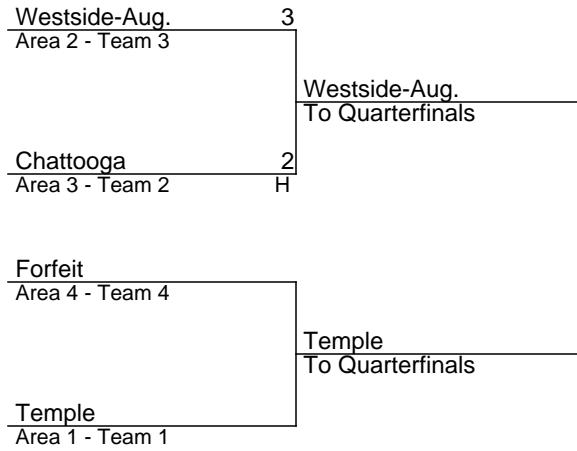 Westside-Aug. 3
Area 2 - Team 3
Westside-Aug.
To Quarterfinals
Chattooga 2
Area 3 - Team 2 H
Forfeit
Area 4 - Team 4
Temple
To Quarterfinals
Temple
Area 1 - Team 1